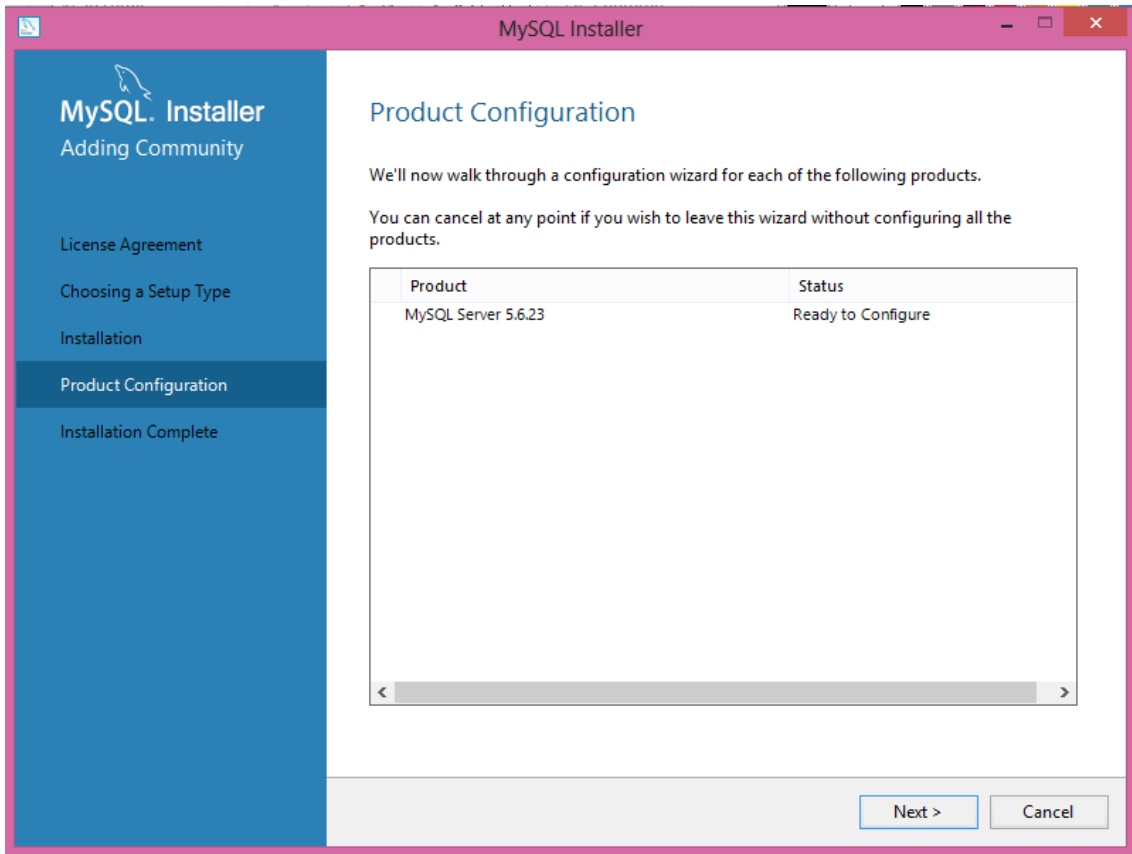 MySQL Installer
MySQL. Installer
Adding Community
License Agreement
Choosing a Setup Type
Installation
Product Configuration
Installation Complete
Product Configuration
We'll now walk through a configuration wizard for each of the following products.
You can cancel at any point if you wish to leave this wizard without configuring all the
products.
Product Status
MySQL Server 5.6.23 Ready to Configure
Next > Cancel